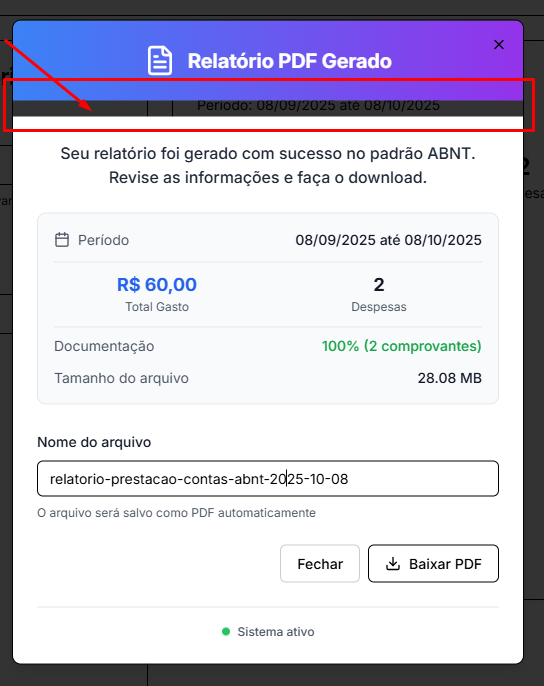 Relatório PDF Gerado
Período: 08/09/2025 até 08/10/2025
Seu relatório foi gerado com sucesso no padrão ABNT.
Revise as informações e faça o download.
Período 08/09/2025 até 08/10/2025
R$ 60,00 2
Total Gasto Despesas
Documentação 100% (2 comprovantes)
Tamanho do arquivo 28.08 MB
Nome do arquivo
relatorio-prestacao-contas-abnt-2025-10-08
O arquivo será salvo como PDF automaticamente
Fechar Baixar PDF
Sistema ativo